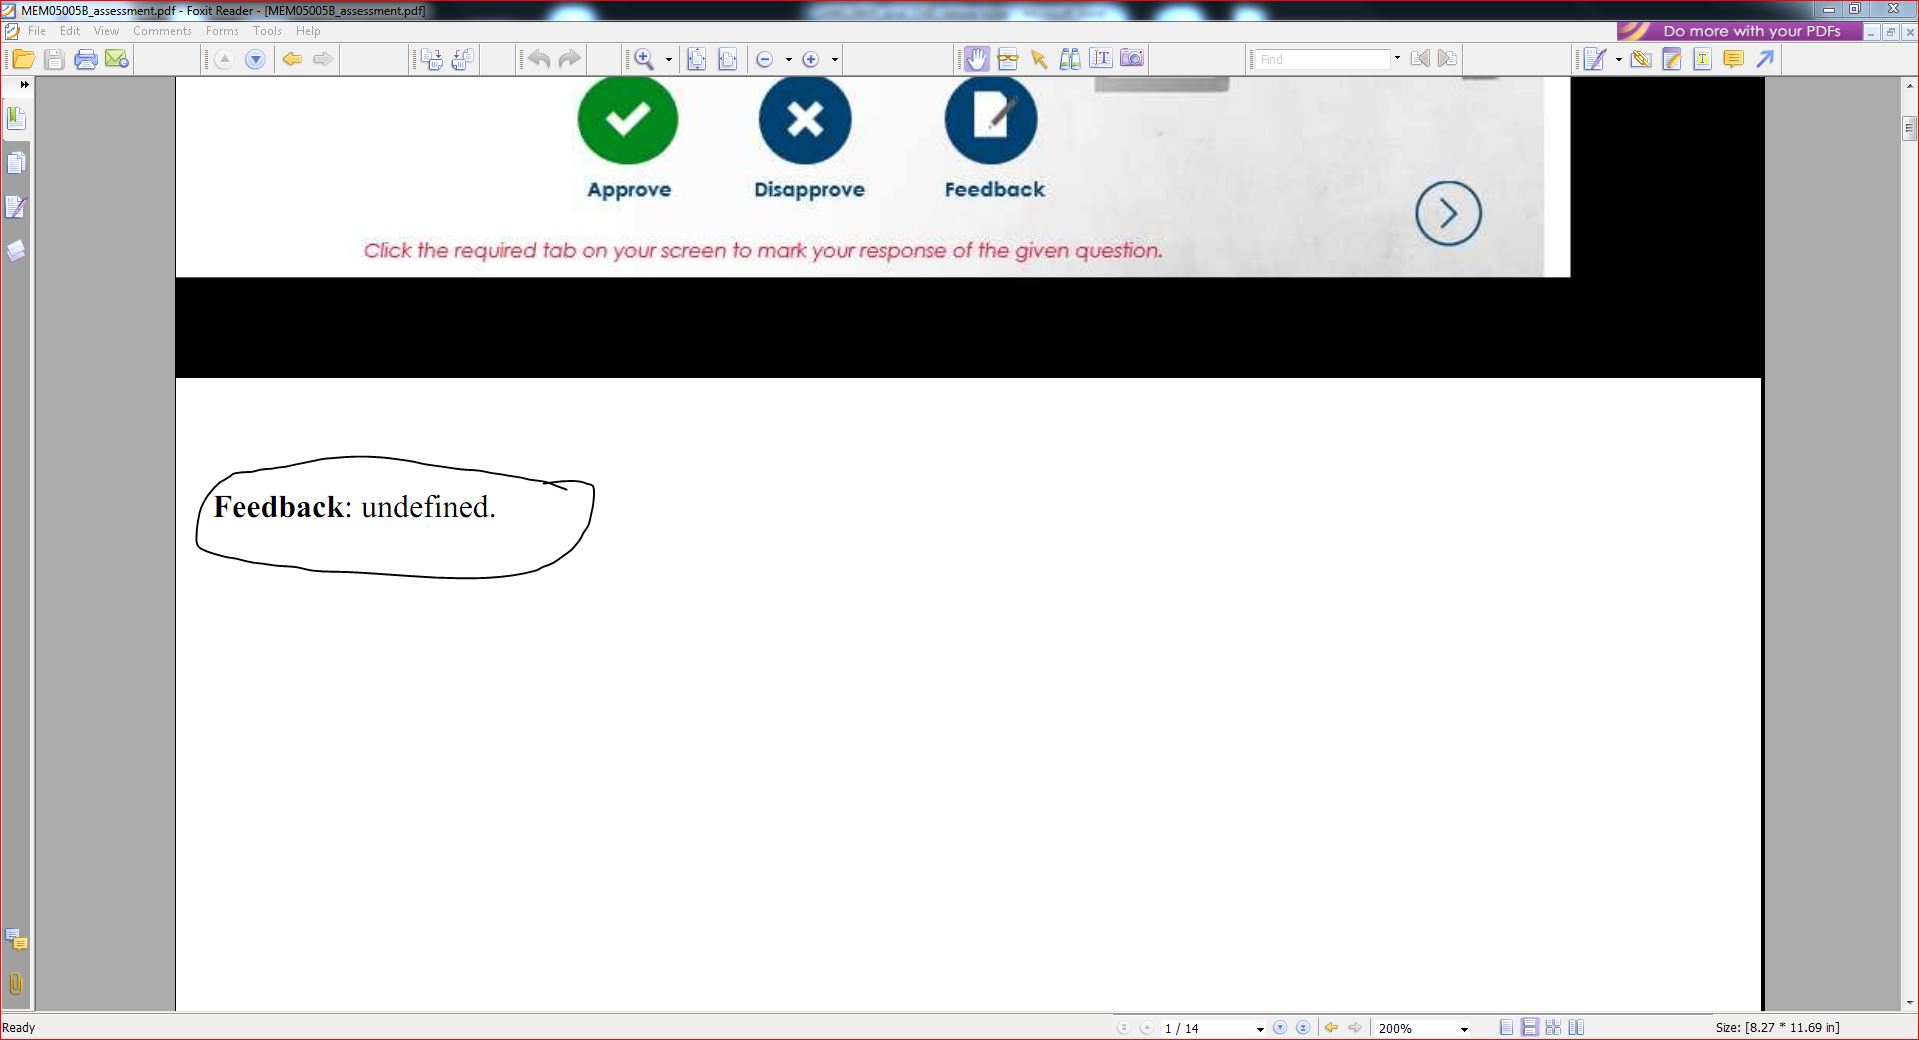 MEM05005B_assessment.pdf - Foxit Reader - [MEM05005B_assessment.pdf]
File Edit View Comments Forms Tools Help
Do more with your PDFs
Find
Approve Disapprove Feedback
Click the required tab on your screen to mark your response of the given question.
Feedback: undefined.
Ready
1 / 14
200%
Size: [8.27 * 11.69 in]